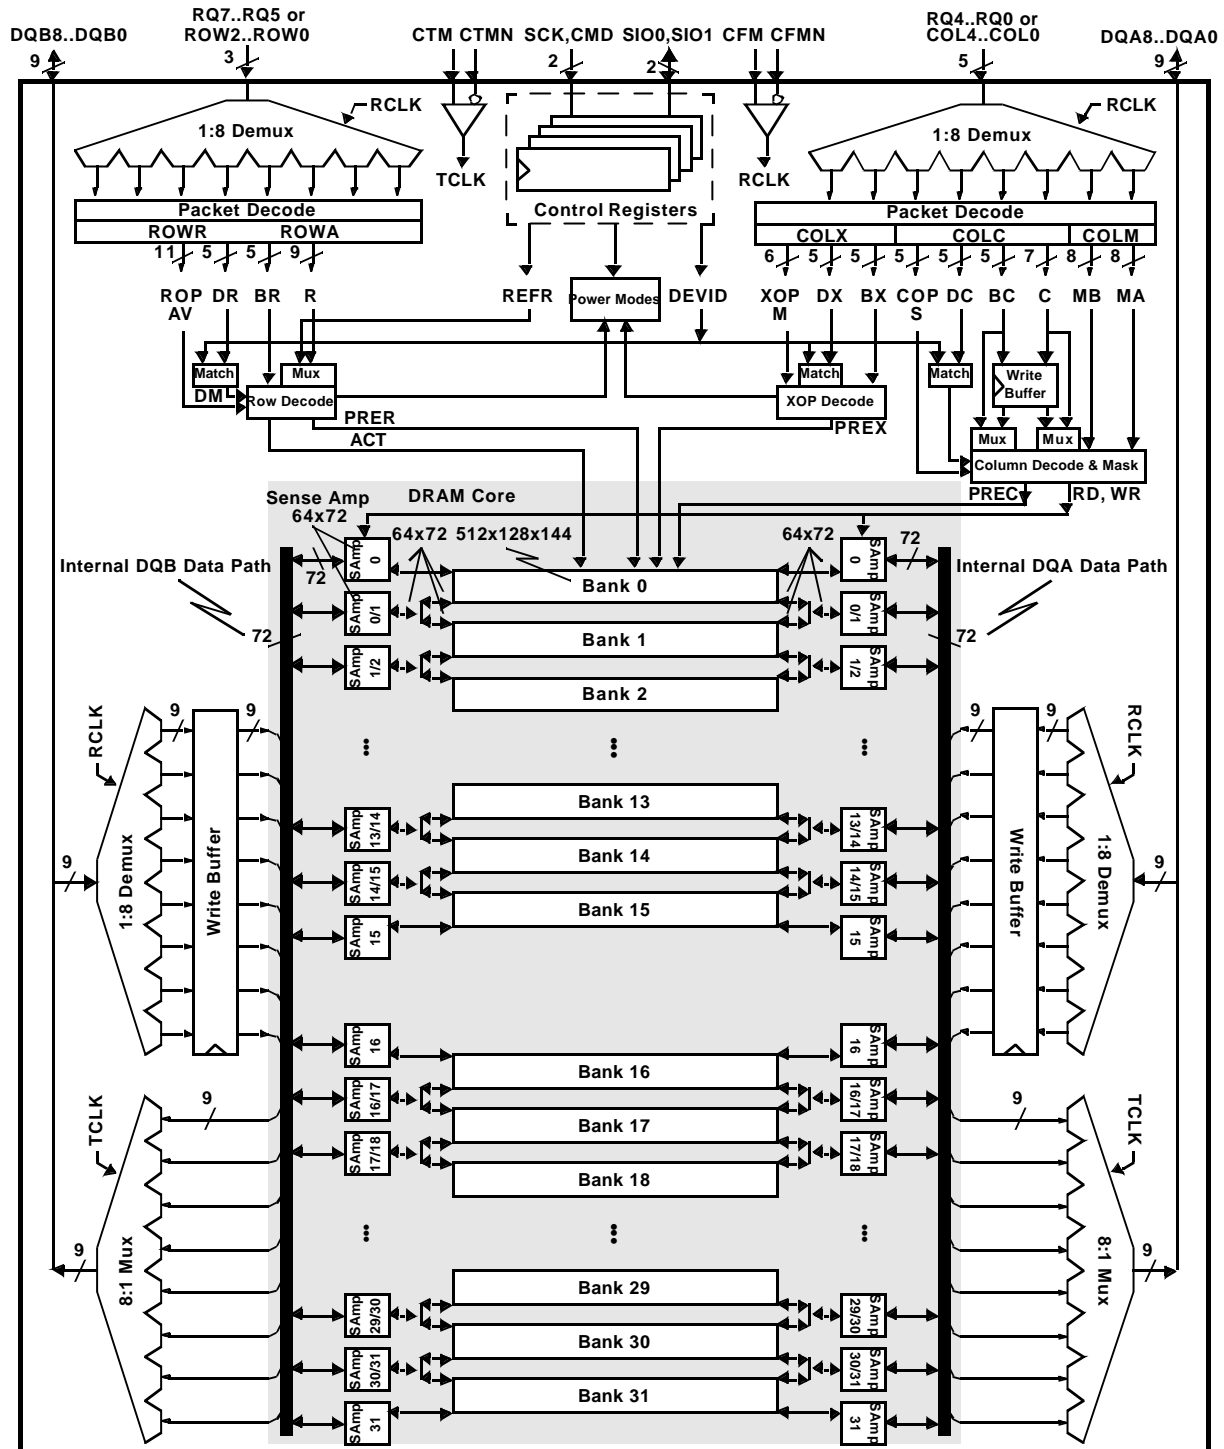 RQ7..RQ5 or
DQB8..DQB0 ROW2..ROW0 CTM CTMN SCK,CMD SIO0,SIO1 CFM CFMN
RQ4..RQ0 or
COL4..COL0 DQA8..DQA0
9 3 2 2 5 9
RCLK RCLK
1:8 Demux 1:8 Demux
TCLK RCLK
Control Registers
Packet Decode Packet Decode
ROWR ROWA COLX COLC COLM
11 5 5 9 6 5 5 5 5 5 7 8 8
ROP DR BR R REFR Power Modes DEVID XOP DX BX COP DC BC C MB MA
AV M S
Match Mux Match Match Write
Buffer
DM Row Decode XOP Decode
PRER PREX
ACT
Mux Mux
Column Decode & Mask
PREC RD, WR
Sense Amp DRAM Core
64x72 64x72 512x128x144 64x72
SAmp
0
72
Bank 0
SAmp
0
72
Internal DQB Data Path Internal DQA Data Path
SAmp
0/1
SAmp
0/1
72 Bank 1 72
SAmp
1/2
SAmp
1/2
Bank 2
9 9 9 9
RCLK RCLK
Bank 13
SAmp
13/14
SAmp
13/14
Bank 14
SAmp
14/15
SAmp
14/15
Bank 15
SAmp
15
SAmp
15
9 1:8 Demux Write Buffer Write Buffer 1:8 Demux 9
SAmp
16
SAmp
16
Bank 16
SAmp
16/17
SAmp
16/17
Bank 17
SAmp
17/18
SAmp
17/18
Bank 18
9 9
TCLK TCLK
9 8:1 Mux 8:1 Mux 9
Bank 29
SAmp
29/30
SAmp
29/30
Bank 30
SAmp
30/31
SAmp
30/31
Bank 31
SAmp
31
SAmp
31